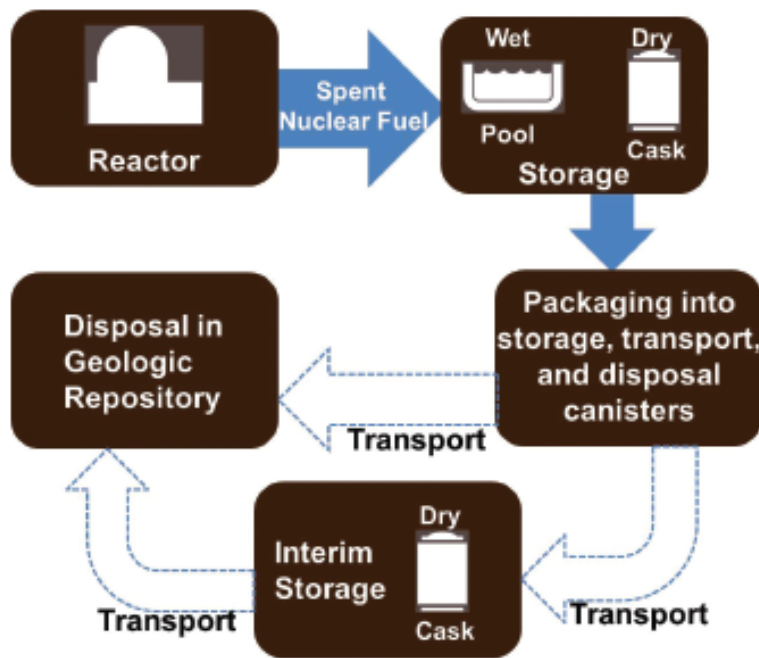 Reactor
Spent
Nuclear Fuel
Wet
Pool
Dry
Cask
Storage
Packaging into
storage, transport,
and disposal
canisters
Transport
Disposal in
Geologic
Repository
Transport
Interim
Storage
Dry
Cask
Transport